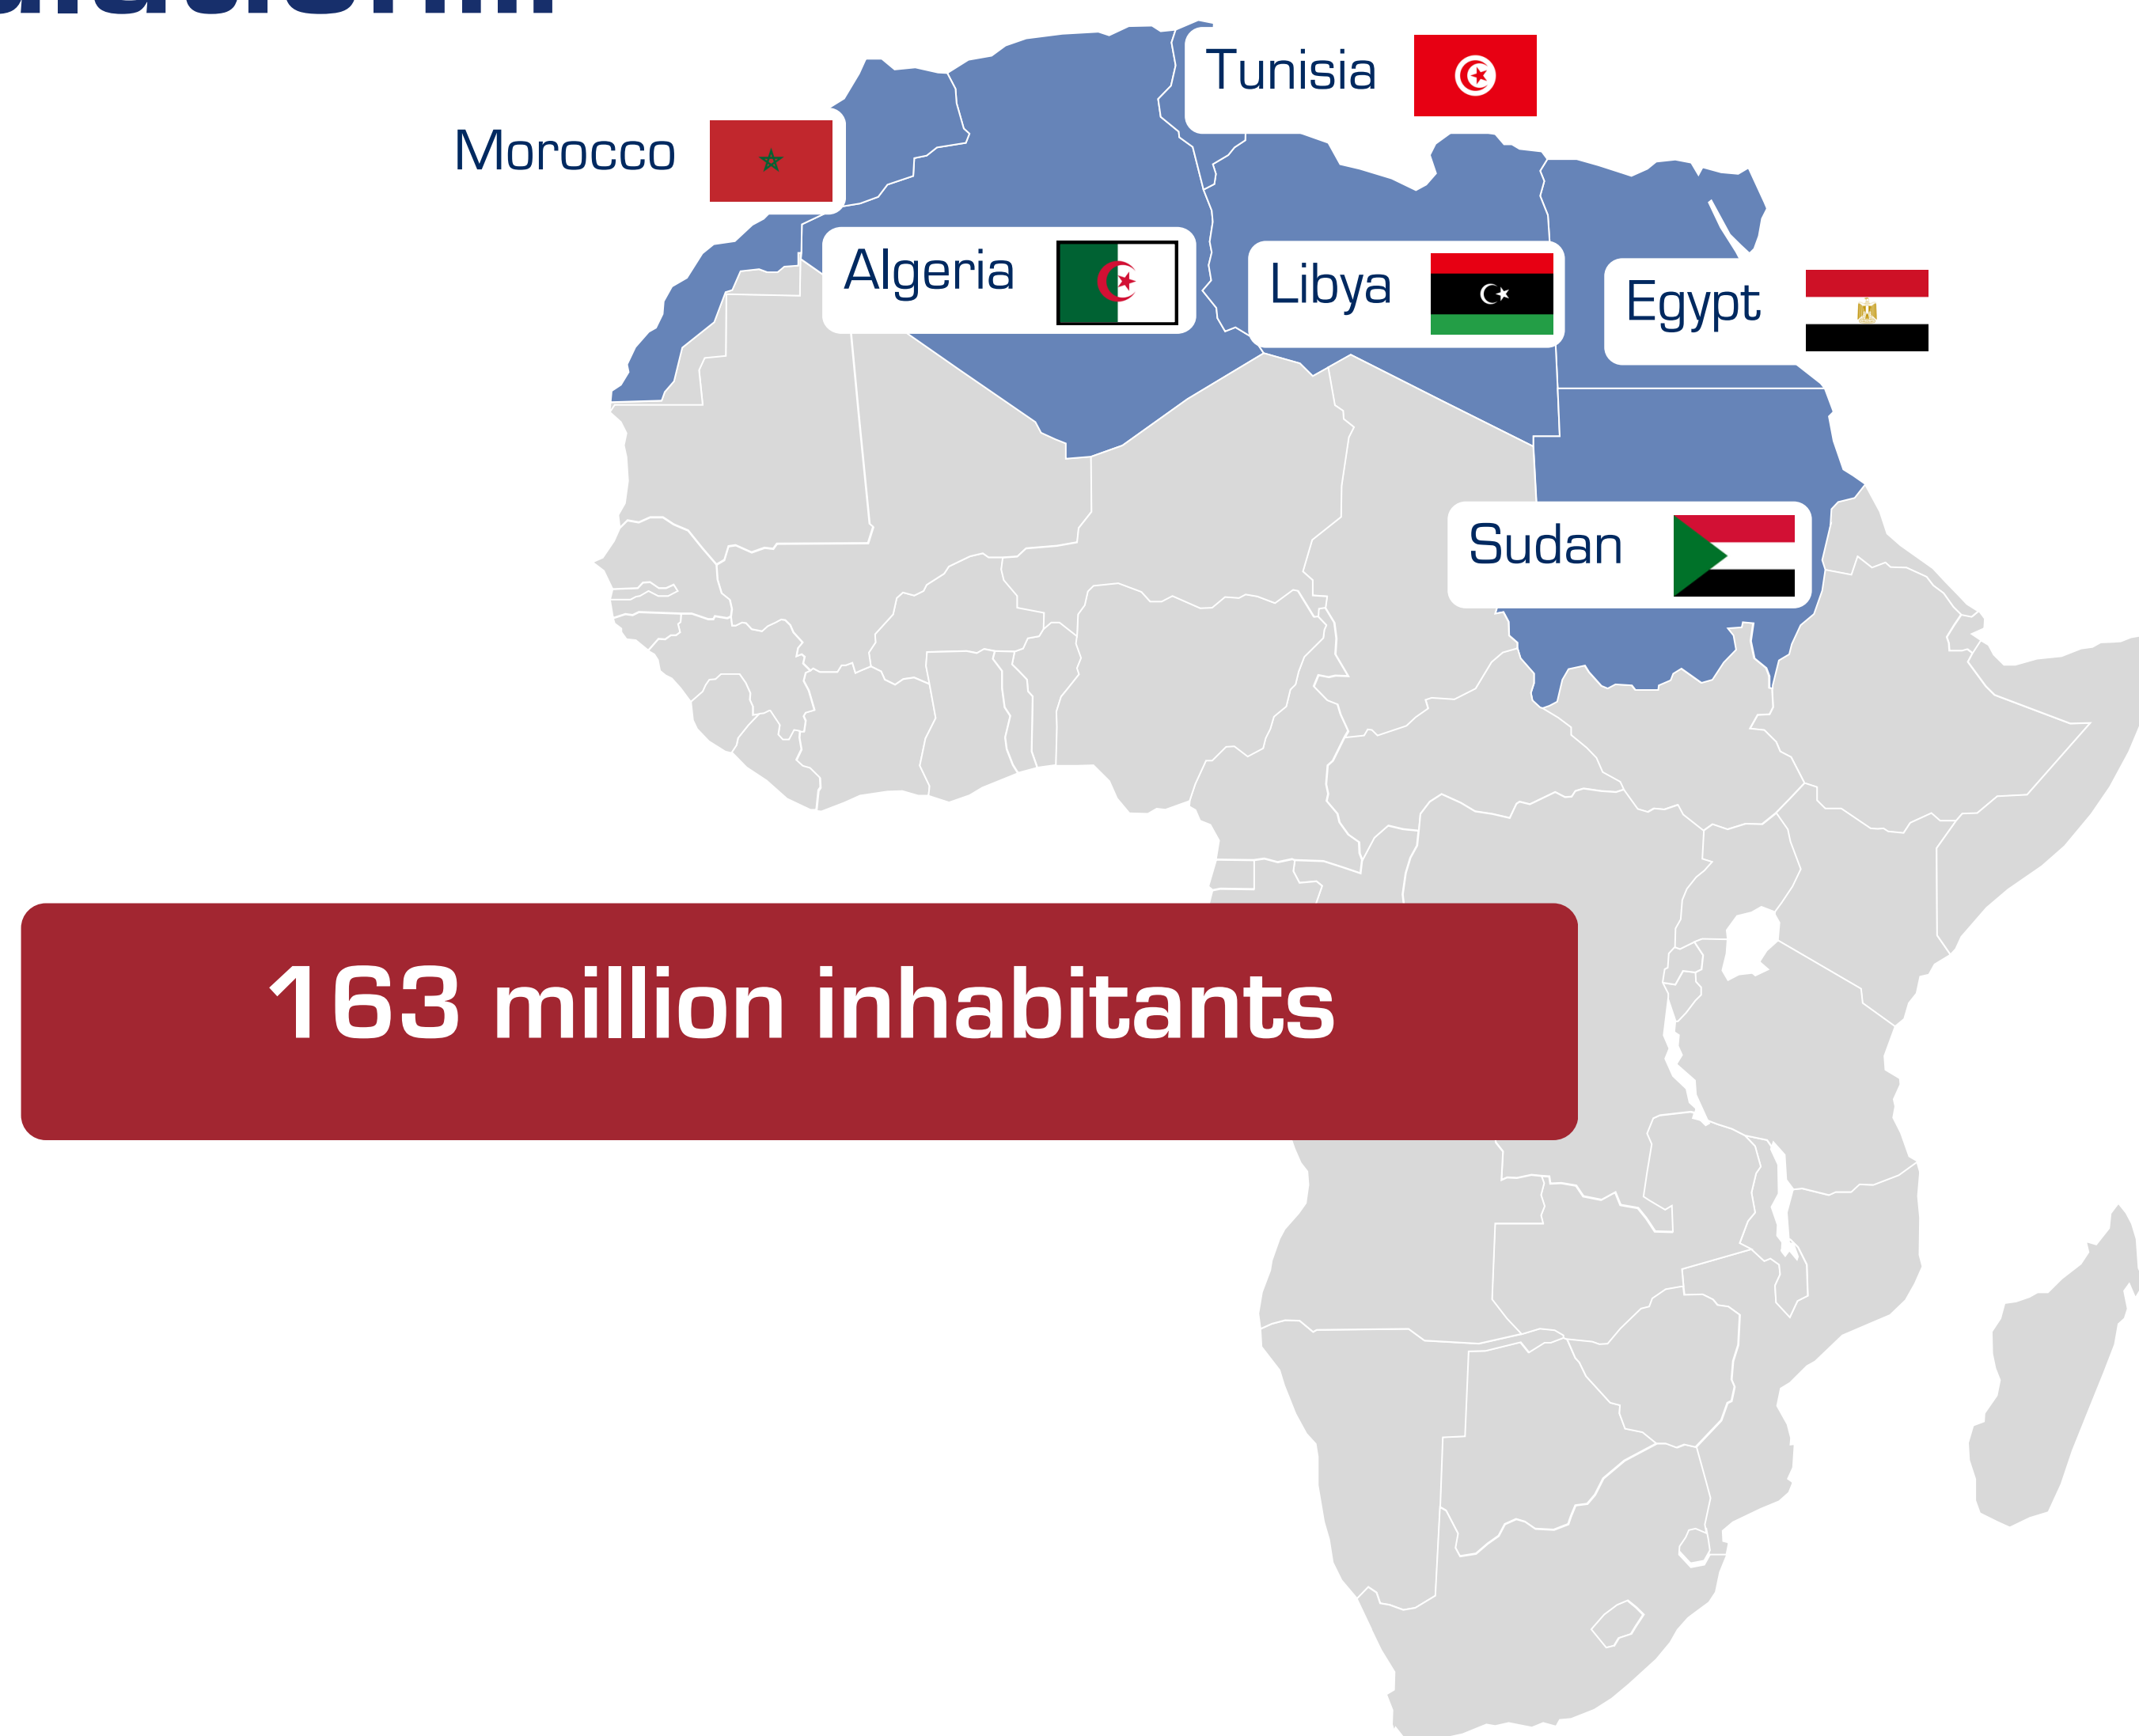 Tunisia
Morocco
Algeria
Libya
Egypt
Sudan
163 million inhabitants